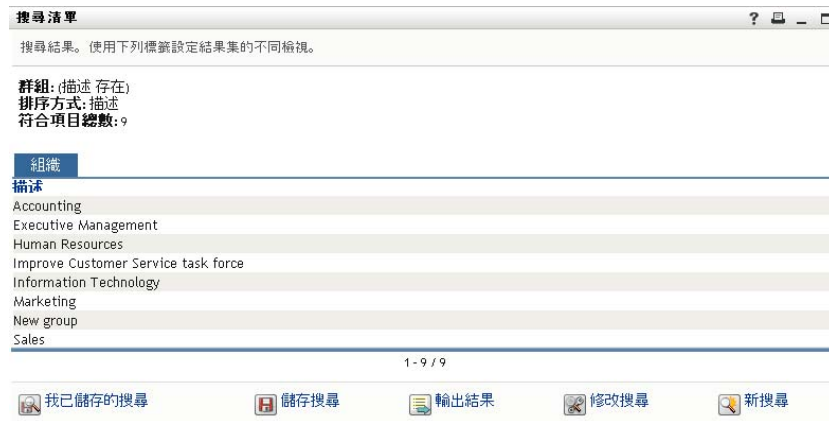 搜尋清單
?
搜尋結果。使用下列標籤設定結果集的不同檢視。
群組: (描述 存在)
排序方式: 描述
符合項目總數: 9
組織
描述
Accounting
Executive Management
Human Resources
Improve Customer Service task force
Information Technology
Marketing
New group
Sales
1 - 9 / 9
我已儲存的搜尋 儲存搜尋 輸出結果 修改搜尋 新搜尋